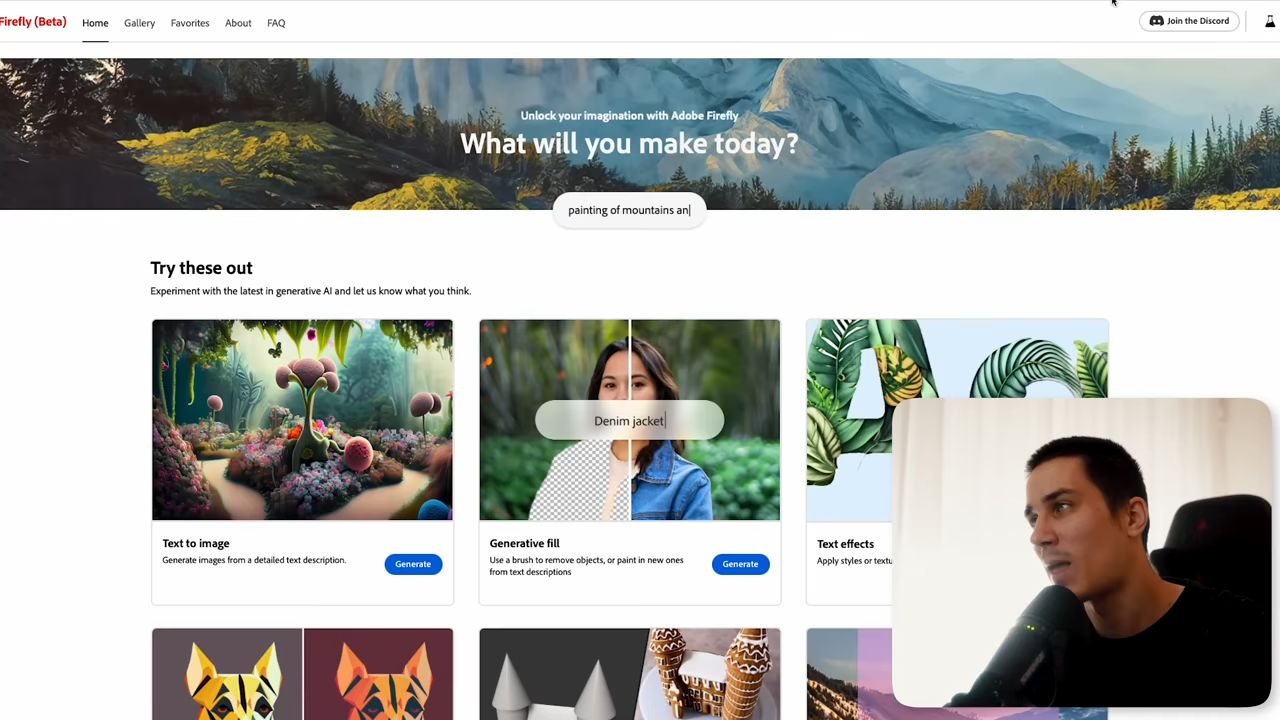 Firefly (Beta)
Home
Gallery
Favorites
About
FAQ
Join the Discord
Unlock your imagination with Adobe Firefly
What will you make today?
painting of mountains an
Try these out
Experiment with the latest in generative AI and let us know what you think.
Denim jacket
Text to image
Generate images from a detailed text description.
Generate
Generative fill
Use a brush to remove objects, or paint in new ones
from text descriptions
Generate
Text effects
Apply styles or textu